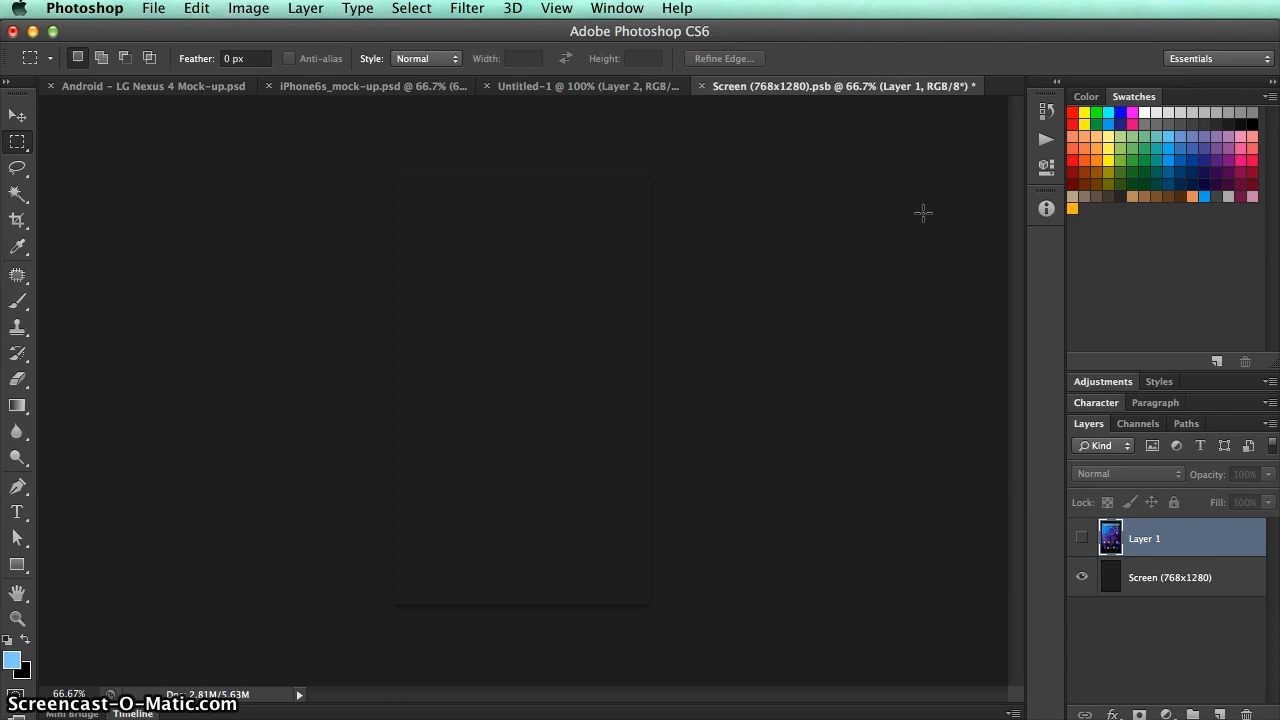 Photoshop File Edit Image Layer Type Select Filter 3D View Window Help
Adobe Photoshop CS6
Feather: 0 px Anti-alias Style: Normal Width: Height: Refine Edge... Essentials
Android - LG Nexus 4 Mock-up.psd iPhone6s_mock-up.psd @ 66.7% (6... Untitled-1 @ 100% (Layer 2, RGB/... Screen (768x1280).psb @ 66.7% (Layer 1, RGB/8*) *
Color Swatches
Adjustments Styles
Character Paragraph
Layers Channels Paths
Kind
Normal Opacity: 100%
Lock: Fill: 100%
Layer 1
Screen (768x1280)
66.67% Doc: 2.81M/5.63M
Screencast-O-Matic.com
Mini Bridge Timeline